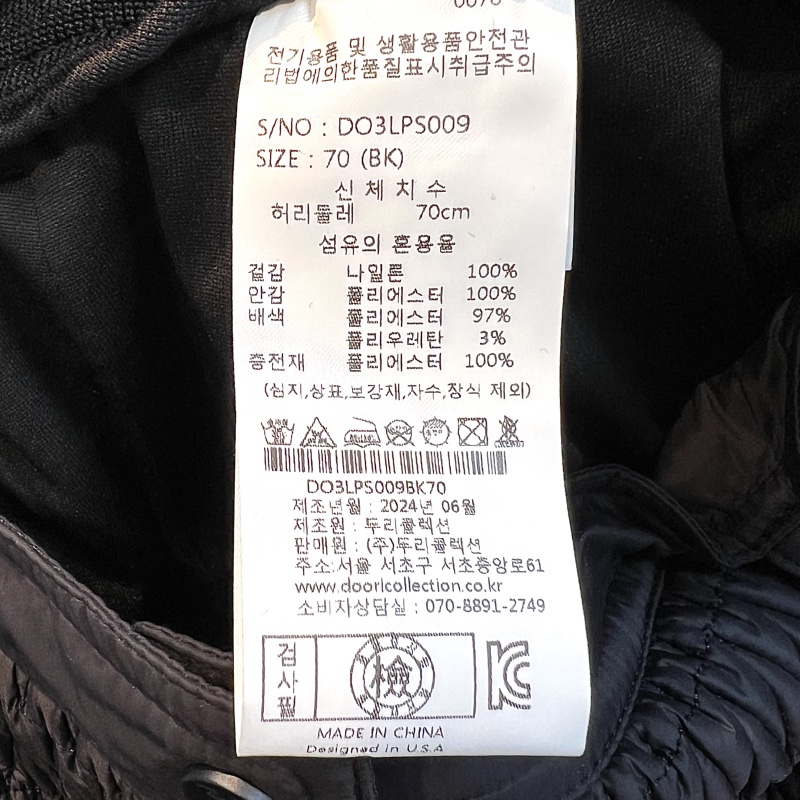 전기용품 및 생활용품안전관
리법에의한품질표시취급주의
S/NO : DO3LPS009
SIZE : 70 (BK)
신 체 치 수
허리둘레 70cm
섬유의 혼용율
겉감 나일론 100%
안감 폴리에스터 100%
배색 폴리에스터 97%
폴리우레탄 3%
충전재 폴리에스터 100%
(심지,상표,보강재,자수,장식 제외)
DO3LPS009BK70
제조년월 : 2024년 06월
제조원 : 두리콜렉션
판매원 : (주)두리콜렉션
주소:서울 서초구 서초중앙로61
www.dooricollection.co.kr
소비자상담실 : 070-8891-2749
검사필
檢
KC
MADE IN CHINA
Designed in U.S.A